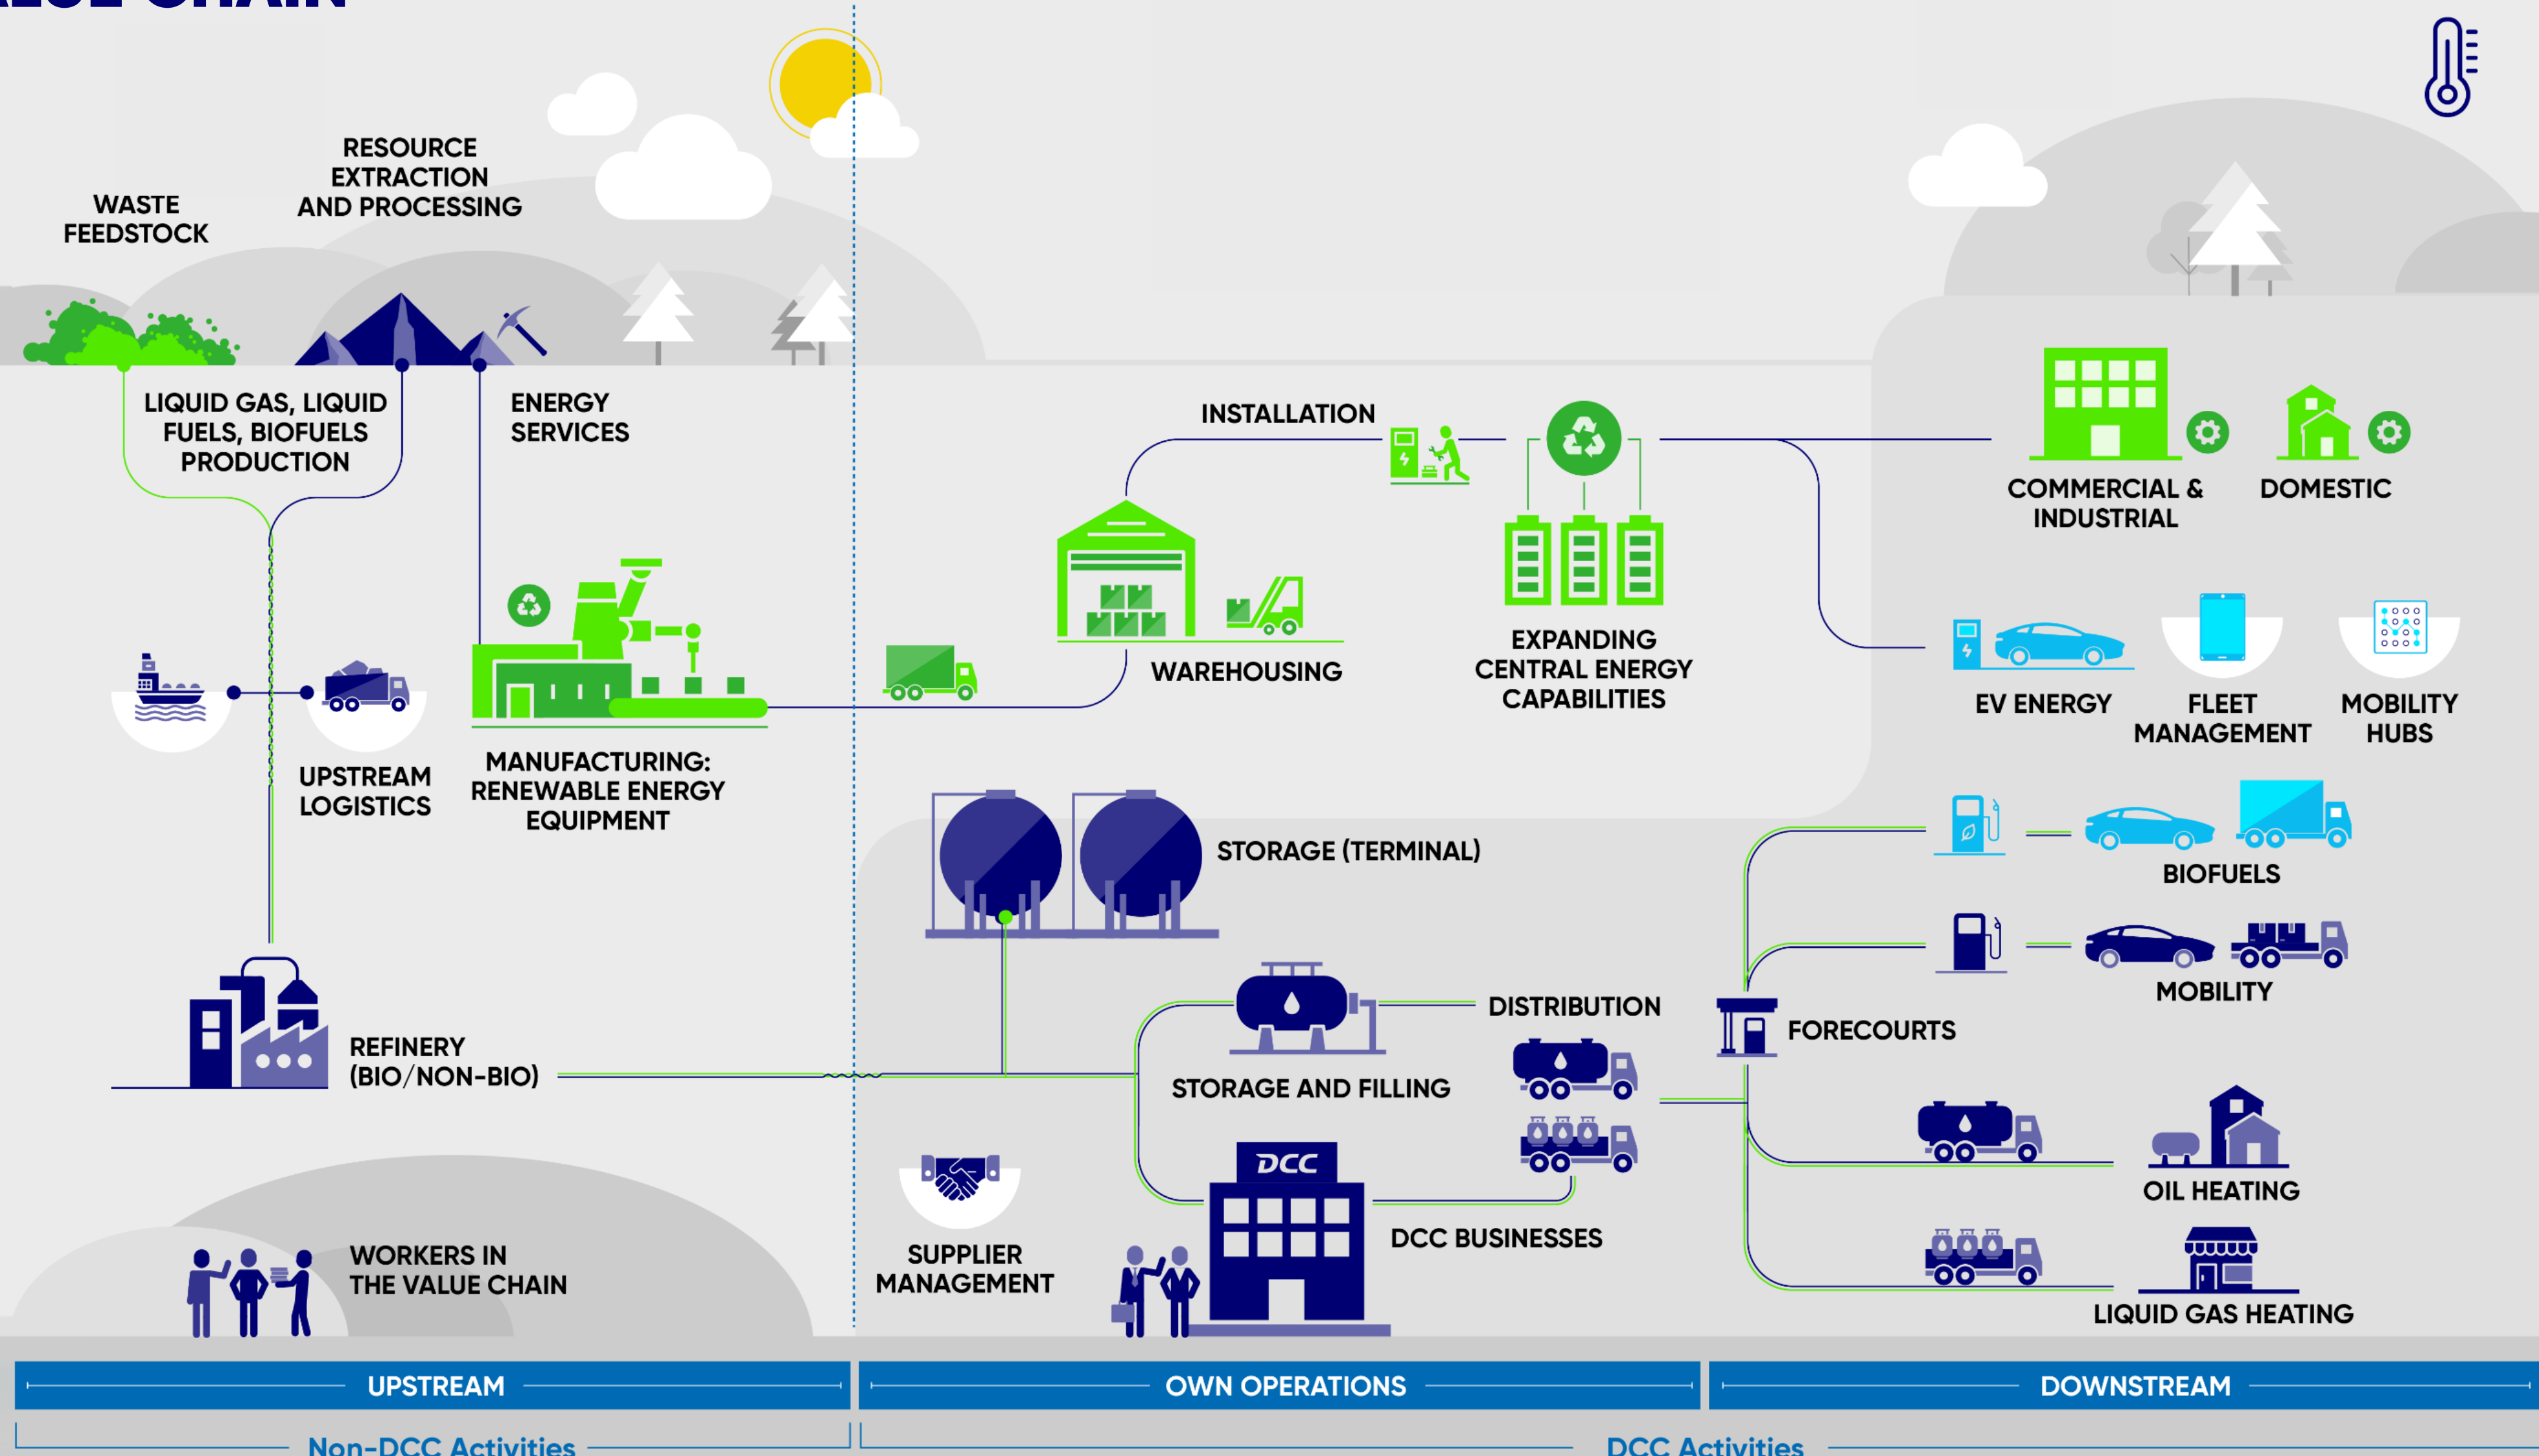 VALUE CHAIN
RESOURCE
EXTRACTION
AND PROCESSING
WASTE
FEEDSTOCK
LIQUID GAS, LIQUID
FUELS, BIOFUELS
PRODUCTION
ENERGY
SERVICES
INSTALLATION
COMMERCIAL &
INDUSTRIAL
DOMESTIC
WAREHOUSING
EXPANDING
CENTRAL ENERGY
CAPABILITIES
EV ENERGY
FLEET
MANAGEMENT
MOBILITY
HUBS
UPSTREAM
LOGISTICS
MANUFACTURING:
RENEWABLE ENERGY
EQUIPMENT
STORAGE (TERMINAL)
BIOFUELS
MOBILITY
DISTRIBUTION
FORECOURTS
REFINERY
(BIO/NON-BIO)
STORAGE AND FILLING
DCC
OIL HEATING
DCC BUSINESSES
SUPPLIER
MANAGEMENT
WORKERS IN
THE VALUE CHAIN
LIQUID GAS HEATING
UPSTREAM
OWN OPERATIONS
DOWNSTREAM
Non-DCC Activities
DCC Activities